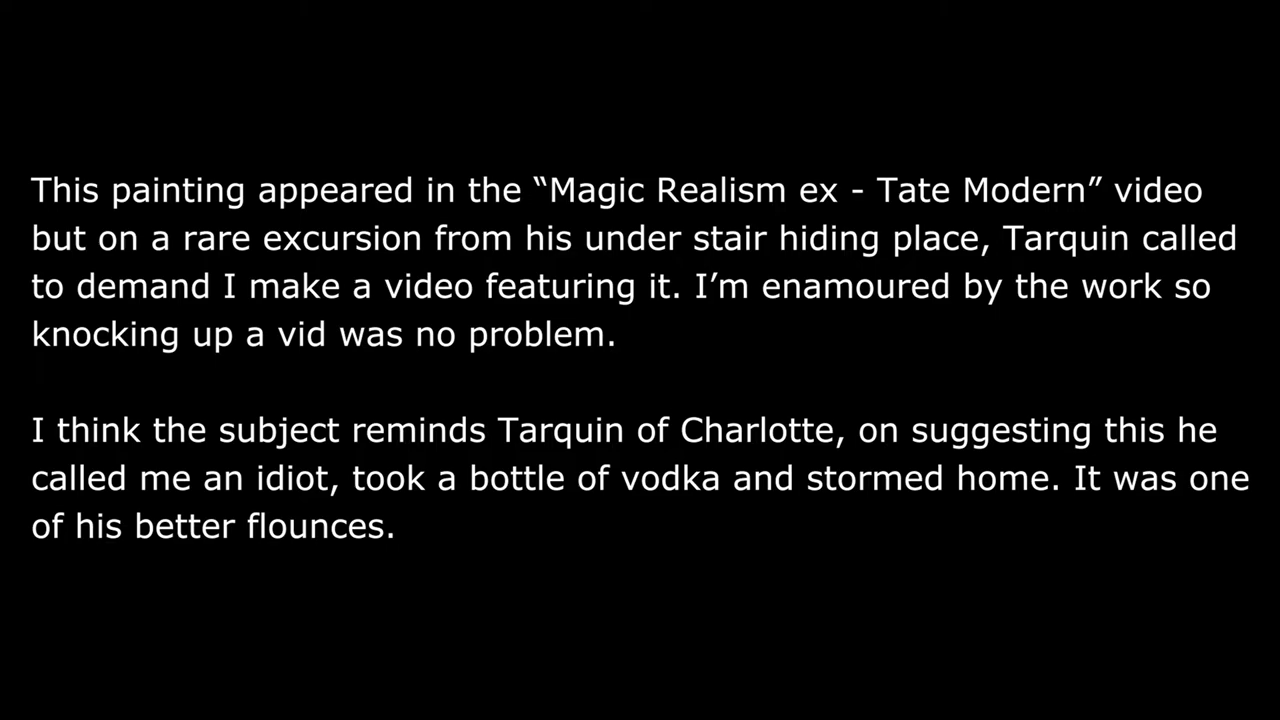 This painting appeared in the “Magic Realism ex - Tate Modern” video
but on a rare excursion from his under stair hiding place, Tarquin called
to demand I make a video featuring it. I’m enamoured by the work so
knocking up a vid was no problem.
I think the subject reminds Tarquin of Charlotte, on suggesting this he
called me an idiot, took a bottle of vodka and stormed home. It was one
of his better flounces.